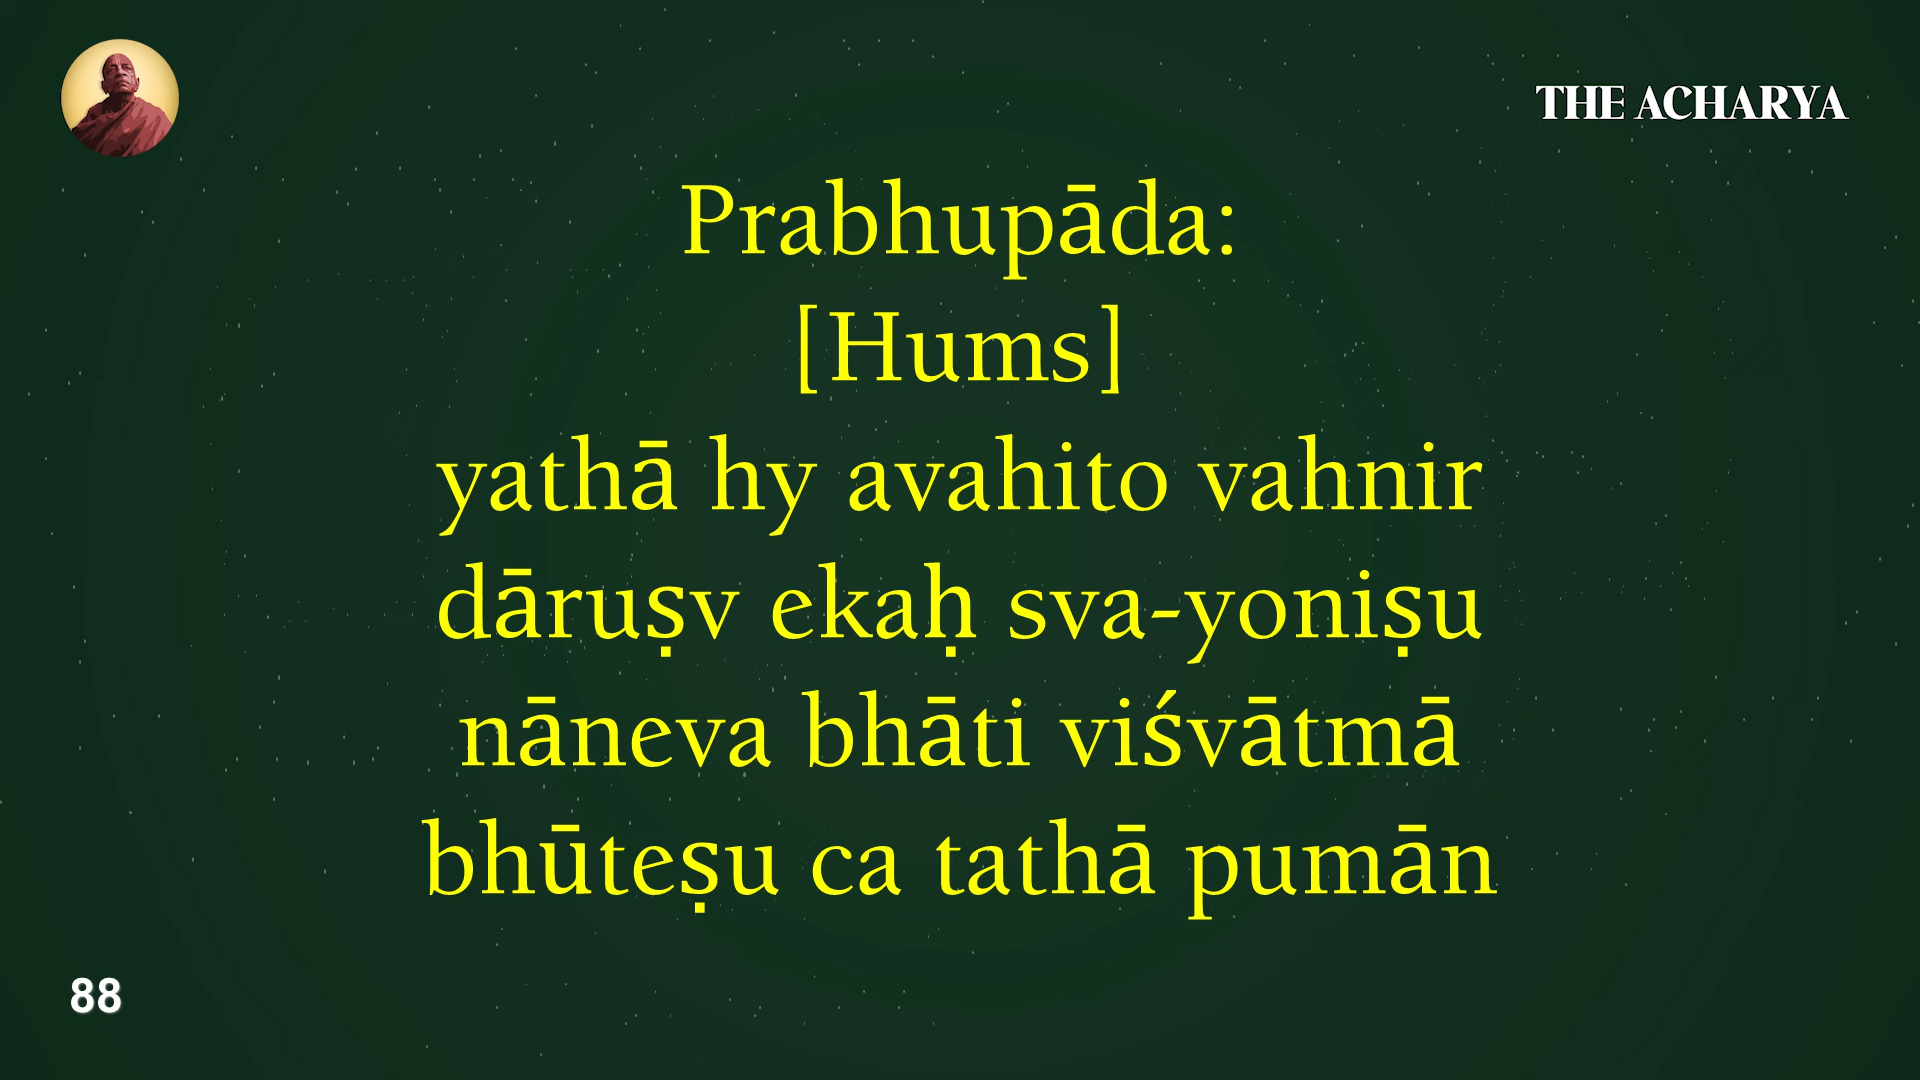 THE ACHARYA
Prabhupāda:
[Hums]
yathā hy avahito vahnir
dāruṣv ekaḥ sva-yoniṣu
nāneva bhāti viśvātmā
bhūteṣu ca tathā pumān
88